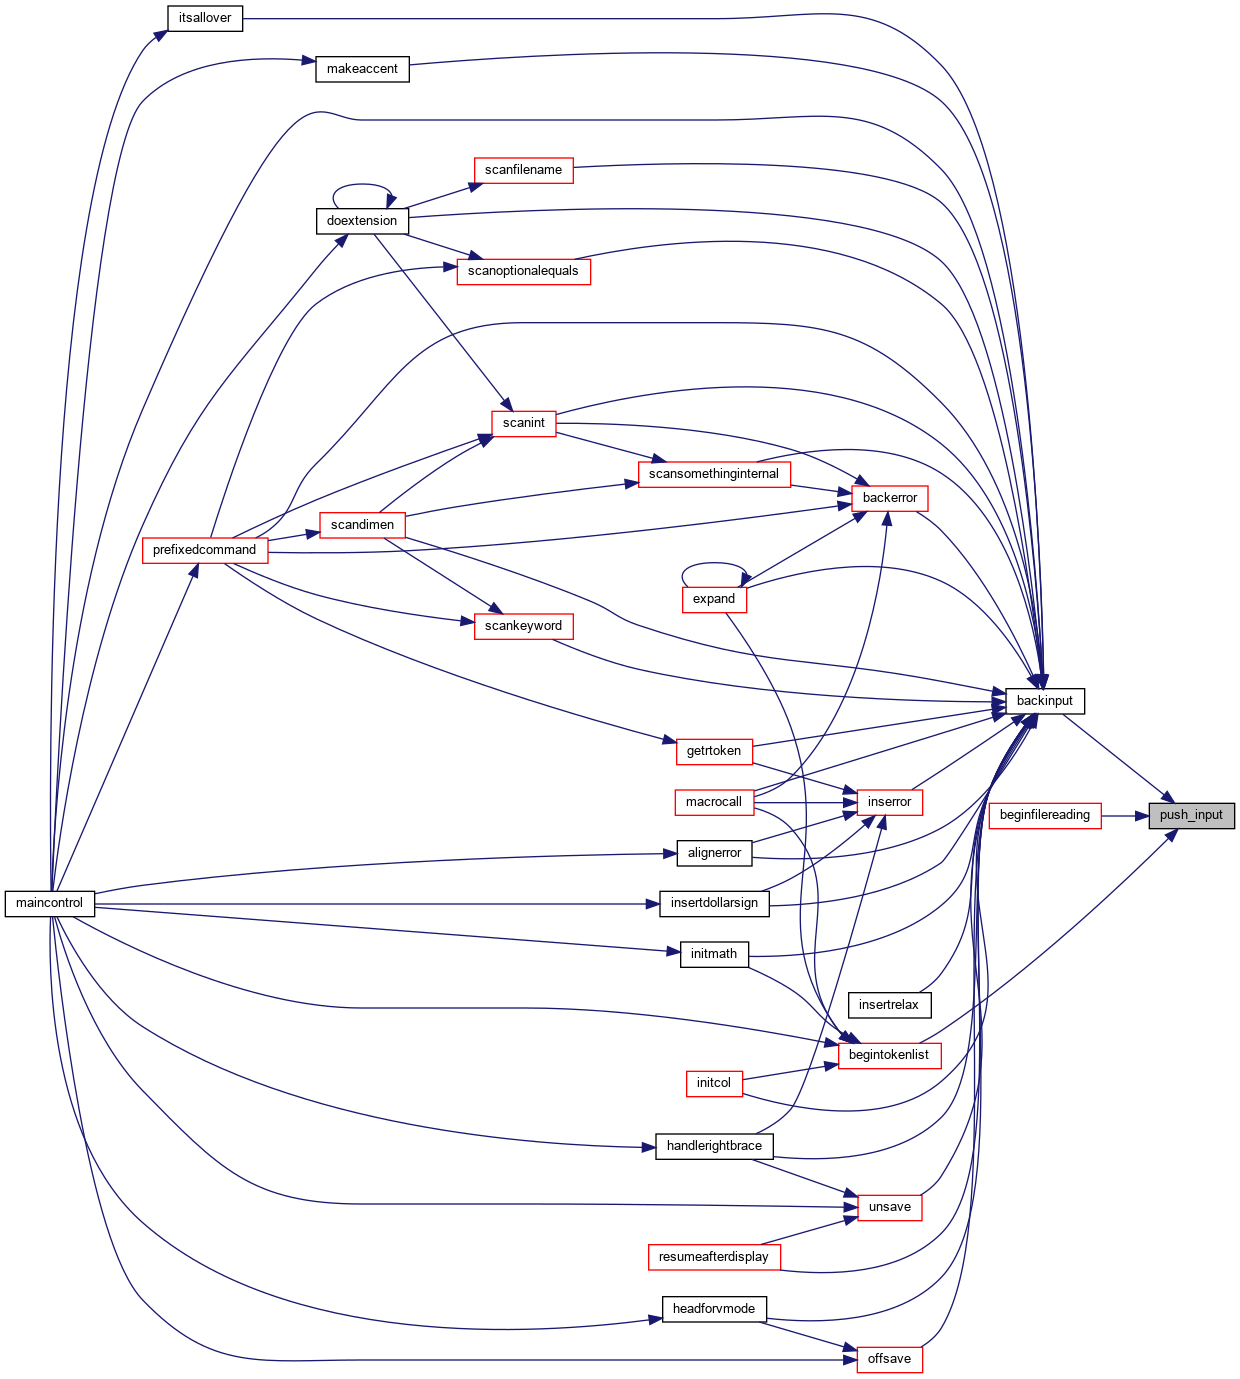 itsallover
makeaccent
scanfilename
doextension
scanoptionalequals
scanint
scansomethinginternal
backerror
scandimen
prefixedcommand
expand
scankeyword
backinput
getrtoken
macrocall
inserror
beginfilereading
push_input
alignerror
maincontrol
insertdollarsign
initmath
insertrelax
begintokenlist
initcol
handlerightbrace
unsave
resumeafterdisplay
headforvmode
offsave